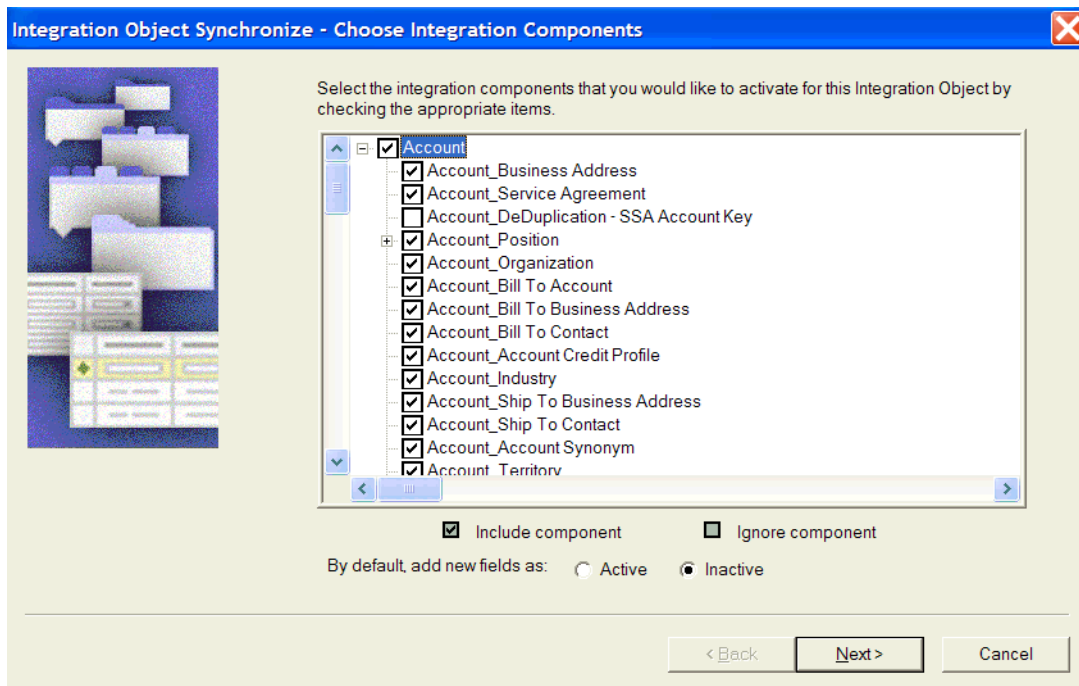 Integration Object Synchronize - Choose Integration Components
Select the integration components that you would like to activate for this Integration Object by
checking the appropriate items.
Account
Account_Business Address
Account_Service Agreement
Account_DeDuplication - SSA Account Key
Account_Position
Account_Organization
Account_Bill To Account
Account_Bill To Business Address
Account_Bill To Contact
Account_Account Credit Profile
Account_Industry
Account_Ship To Business Address
Account_Ship To Contact
Account_Account Synonym
Account_Territory
Include component
Ignore component
By default, add new fields as:
Active
Inactive
< Back
Next >
Cancel